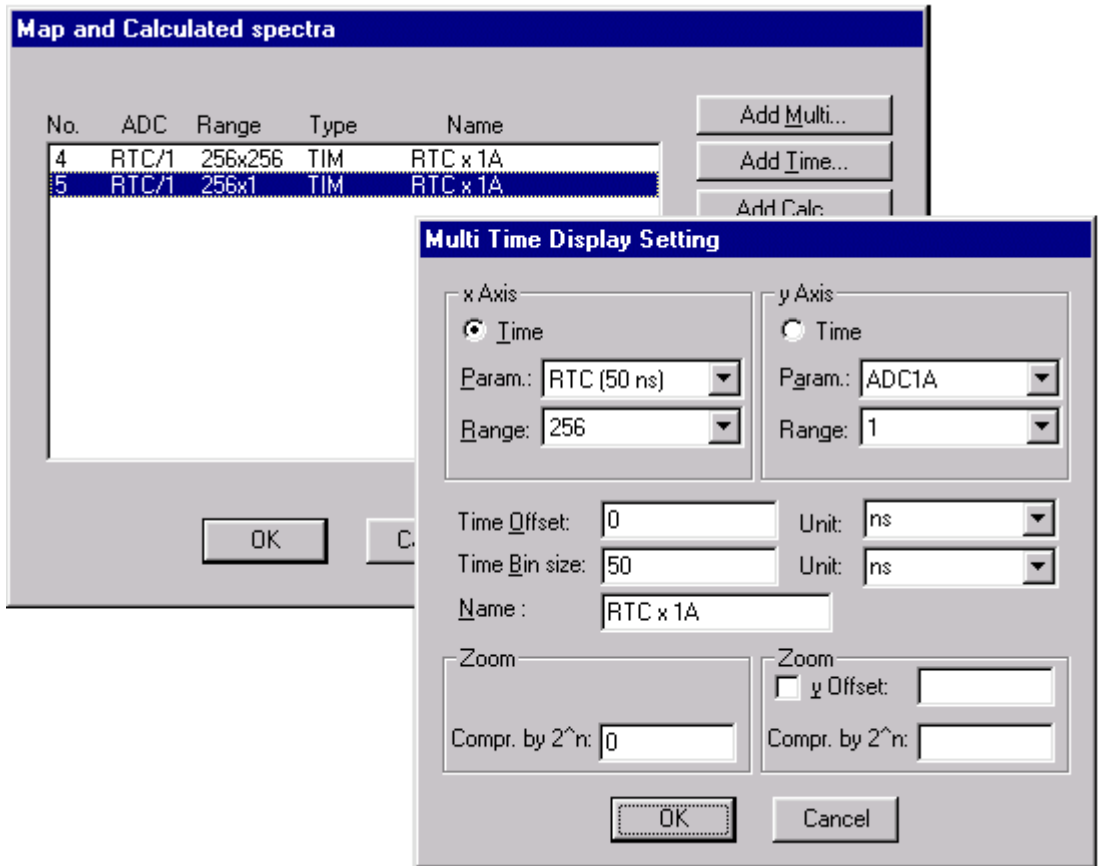 Map and Calculated spectra
No. ADC Range Type Name
4 RTC/1 256x256 TIM RTC x 1A
5 RTC/1 256x1 TIM RTC x 1A
Add Multi...
Add Time...
Add Calc
OK
Multi Time Display Setting
x Axis
Time
Param.: RTC (50 ns)
Range: 256
y Axis
Time
Param.: ADC1A
Range: 1
Time Offset: 0 Unit: ns
Time Bin size: 50 Unit: ns
Name : RTC x 1A
Zoom
Compr. by 2^n: 0
Zoom
y Offset:
Compr. by 2^n:
OK Cancel